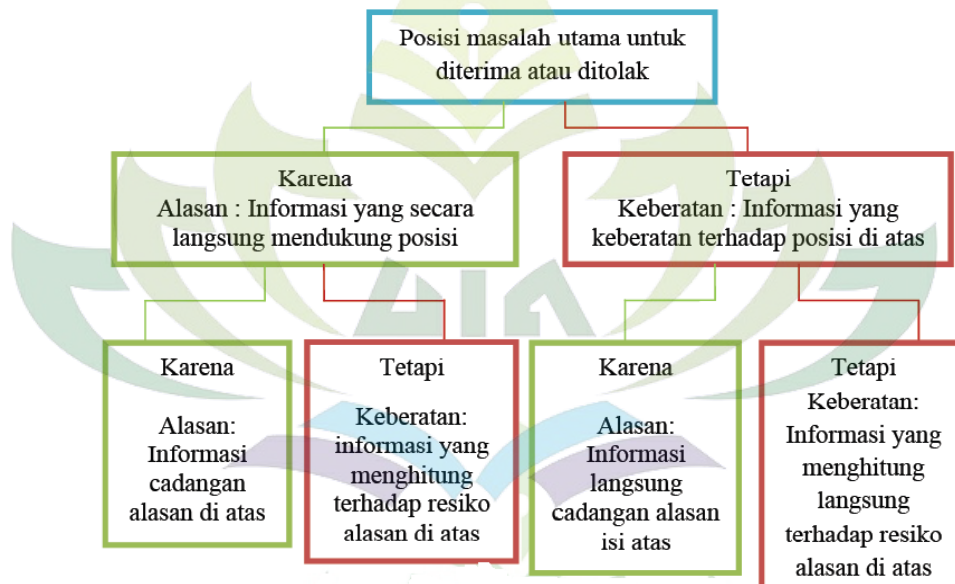 Posisi masalah utama untuk
diterima atau ditolak
Karena
Alasan : Informasi yang secara
langsung mendukung posisi
Tetapi
Keberatan : Informasi yang
keberatan terhadap posisi di atas
Karena
Alasan:
Informasi
cadangan
alasan di atas
Tetapi
Keberatan:
informasi yang
menghitung
terhadap resiko
alasan di atas
Karena
Alasan:
Informasi
langsung
cadangan alasan
isi atas
Tetapi
Keberatan:
Informasi yang
menghitung
langsung
terhadap resiko
alasan di atas